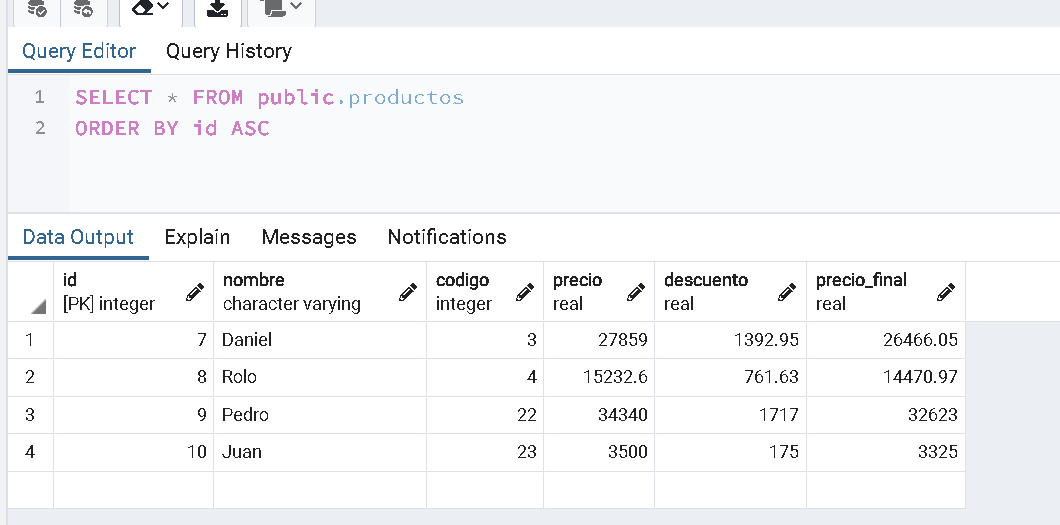 Query Editor Query History
1 SELECT * FROM public.productos
2 ORDER BY id ASC
Data Output Explain Messages Notifications
id nombre codigo precio descuento precio_final
[PK] integer character varying integer real real real
1 7 Daniel 3 27859 1392.95 26466.05
2 8 Rolo 4 15232.6 761.63 14470.97
3 9 Pedro 22 34340 1717 32623
4 10 Juan 23 3500 175 3325